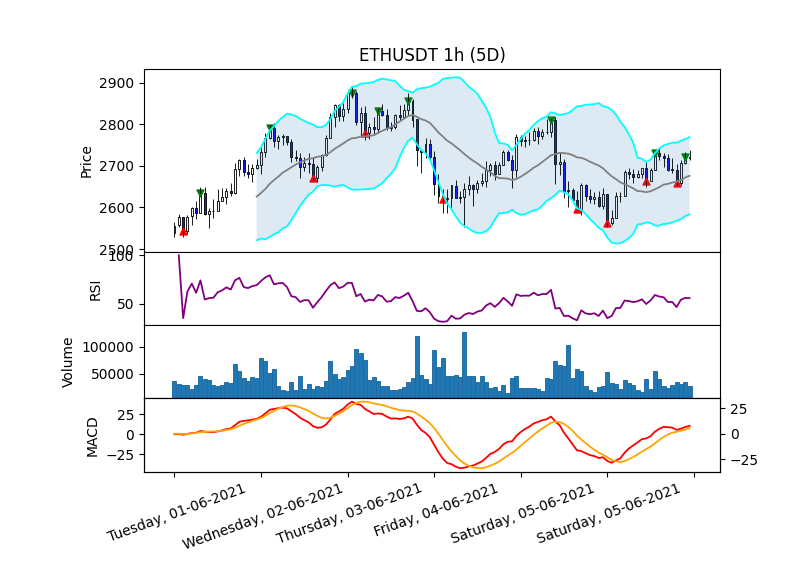 ETHUSDT 1h (5D)
2900
2800
2700
2600
2500
Price
100
50
RSI
100000
50000
Volume
25
0
−25
MACD
25
0
−25
Tuesday, 01-06-2021
Wednesday, 02-06-2021
Thursday, 03-06-2021
Friday, 04-06-2021
Saturday, 05-06-2021
Saturday, 05-06-2021